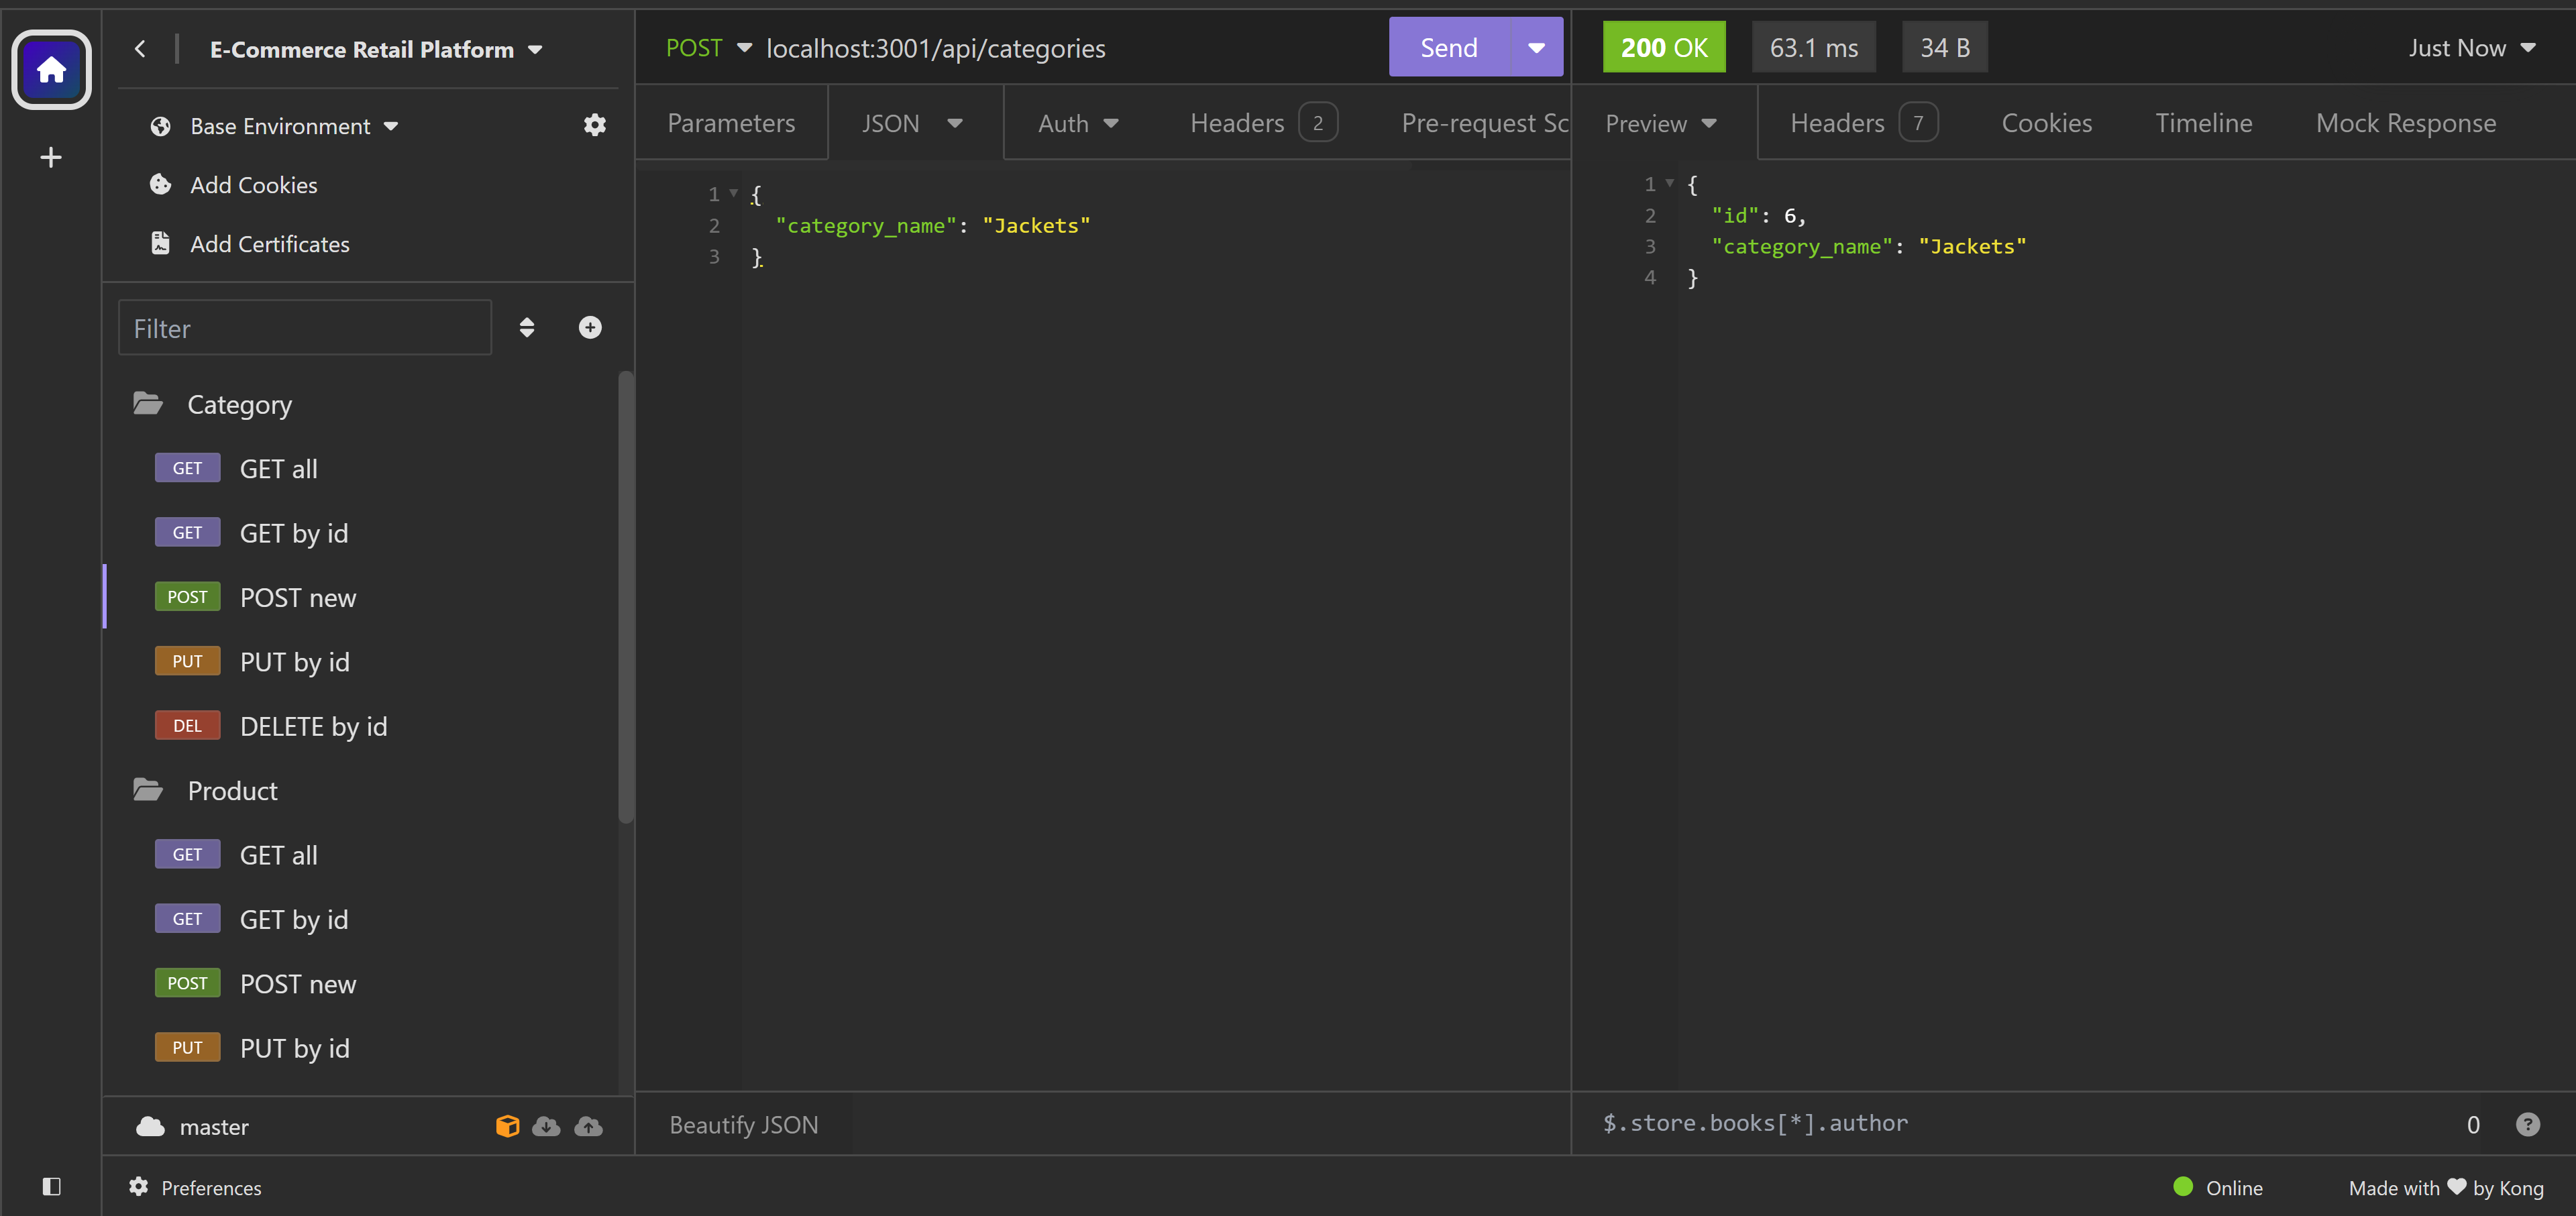 E-Commerce Retail Platform
Base Environment
Add Cookies
Add Certificates
Filter
Category
GET GET all
GET GET by id
POST POST new
PUT PUT by id
DEL DELETE by id
Product
GET GET all
GET GET by id
POST POST new
PUT PUT by id
master
Preferences
POST localhost:3001/api/categories
Send
Parameters JSON Auth Headers 2 Pre-request Sc
1 {
2 "category_name": "Jackets"
3 }
Beautify JSON
200 OK 63.1 ms 34 B Just Now
Preview Headers 7 Cookies Timeline Mock Response
1 {
2 "id": 6,
3 "category_name": "Jackets"
4 }
$.store.books[*].author 0 ?
Online Made with ❤ by Kong